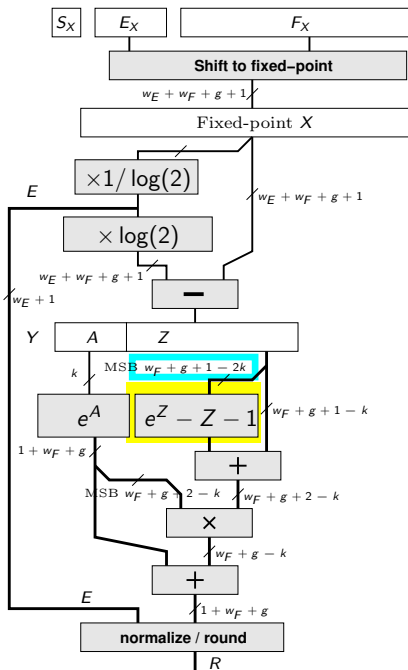 S_X E_X F_X
Shift to fixed–point
w_E + w_F + g + 1
Fixed-point X
E
×1/ log(2)
w_E + w_F + g + 1
× log(2)
w_E + w_F + g + 1
w_E + 1
−
Y A Z
MSB w_F + g + 1 − 2k
k
e^A e^Z − Z − 1
w_F + g + 1 − k
1 + w_F + g
+
MSB w_F + g + 2 − k
w_F + g + 2 − k
×
w_F + g − k
+
E
1 + w_F + g
normalize / round
R